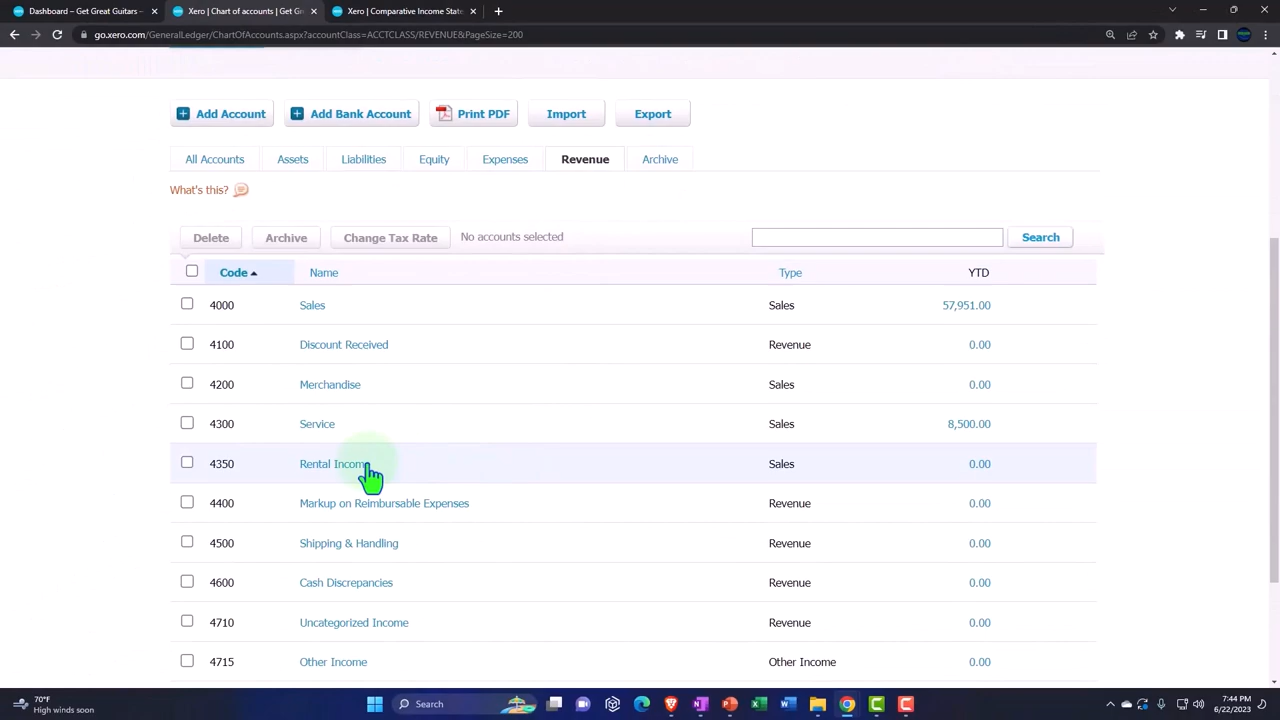 Dashboard – Get Great Guitars
Xero | Chart of accounts | Get Gi
Xero | Comparative Income State
go.xero.com/GeneralLedger/ChartOfAccounts.aspx?accountClass=ACCTCLASS/REVENUE&PageSize=200
Add Account
Add Bank Account
Print PDF
Import
Export
All Accounts
Assets
Liabilities
Equity
Expenses
Revenue
Archive
What's this?
Delete
Archive
Change Tax Rate
No accounts selected
Search
Code Name Type YTD
4000 Sales Sales 57,951.00
4100 Discount Received Revenue 0.00
4200 Merchandise Sales 0.00
4300 Service Sales 8,500.00
4350 Rental Income Sales 0.00
4400 Markup on Reimbursable Expenses Revenue 0.00
4500 Shipping & Handling Revenue 0.00
4600 Cash Discrepancies Revenue 0.00
4710 Uncategorized Income Revenue 0.00
4715 Other Income Other Income 0.00
70°F
High winds soon
Search
7:44 PM
6/22/2023